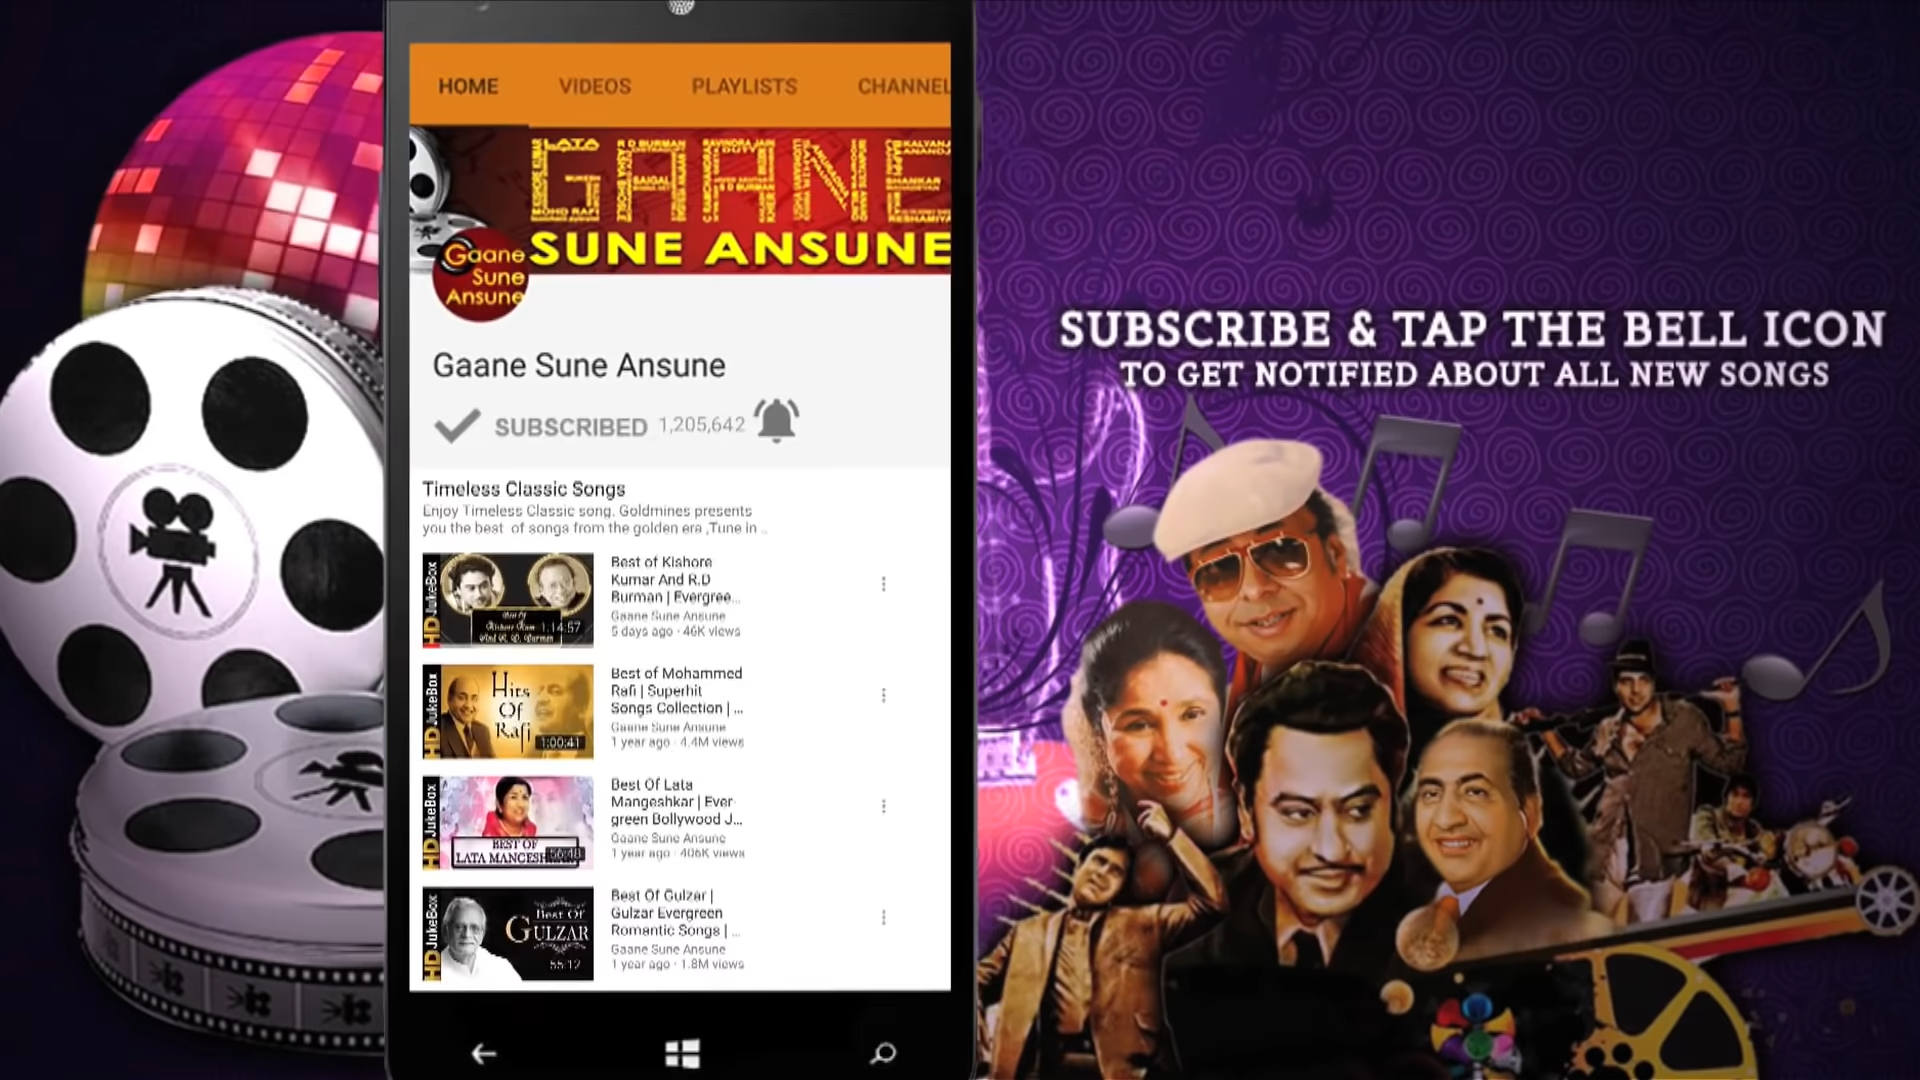 HOME VIDEOS PLAYLISTS CHANNEL
GAANE
SUNE ANSUNE
Gaane
Sune
Ansune
Gaane Sune Ansune
SUBSCRIBED 1,205,642
Timeless Classic Songs
Enjoy Timeless Classic song. Goldmines presents
you the best of songs from the golden era ,Tune in ..
HD JukeBox
Best Of
And R. D. Burman
1:14:57
Best of Kishore
Kumar And R.D
Burman | Evergree...
Gaane Sune Ansune
5 days ago · 46K views
HD JukeBox
Hits
Of
Rafi
1:00:41
Best of Mohammed
Rafi | Superhit
Songs Collection | ...
Gaane Sune Ansune
1 year ago · 4.4M views
HD JukeBox
BEST OF
LATA
56:48
Best Of Lata
Mangeshkar | Ever
green Bollywood J...
Gaane Sune Ansune
1 year ago · 406K views
HD JukeBox
Best Of
GULZAR
55:12
Best Of Gulzar |
Gulzar Evergreen
Romantic Songs | ...
Gaane Sune Ansune
1 year ago · 1.8M views
SUBSCRIBE & TAP THE BELL ICON
TO GET NOTIFIED ABOUT ALL NEW SONGS